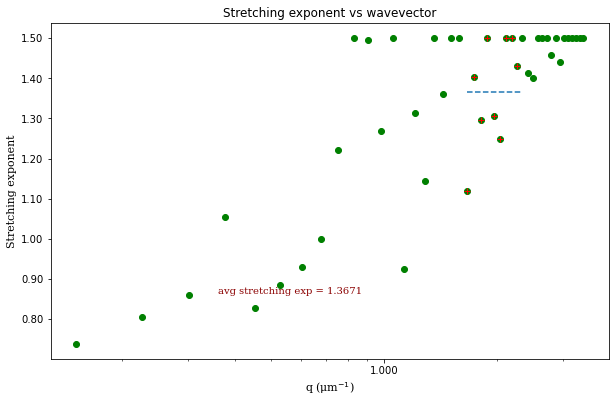 Stretching exponent vs wavevector
Stretching exponent
1.50
1.40
1.30
1.20
1.10
1.00
0.90
0.80
avg stretching exp = 1.3671
1.000
q (μm⁻¹)